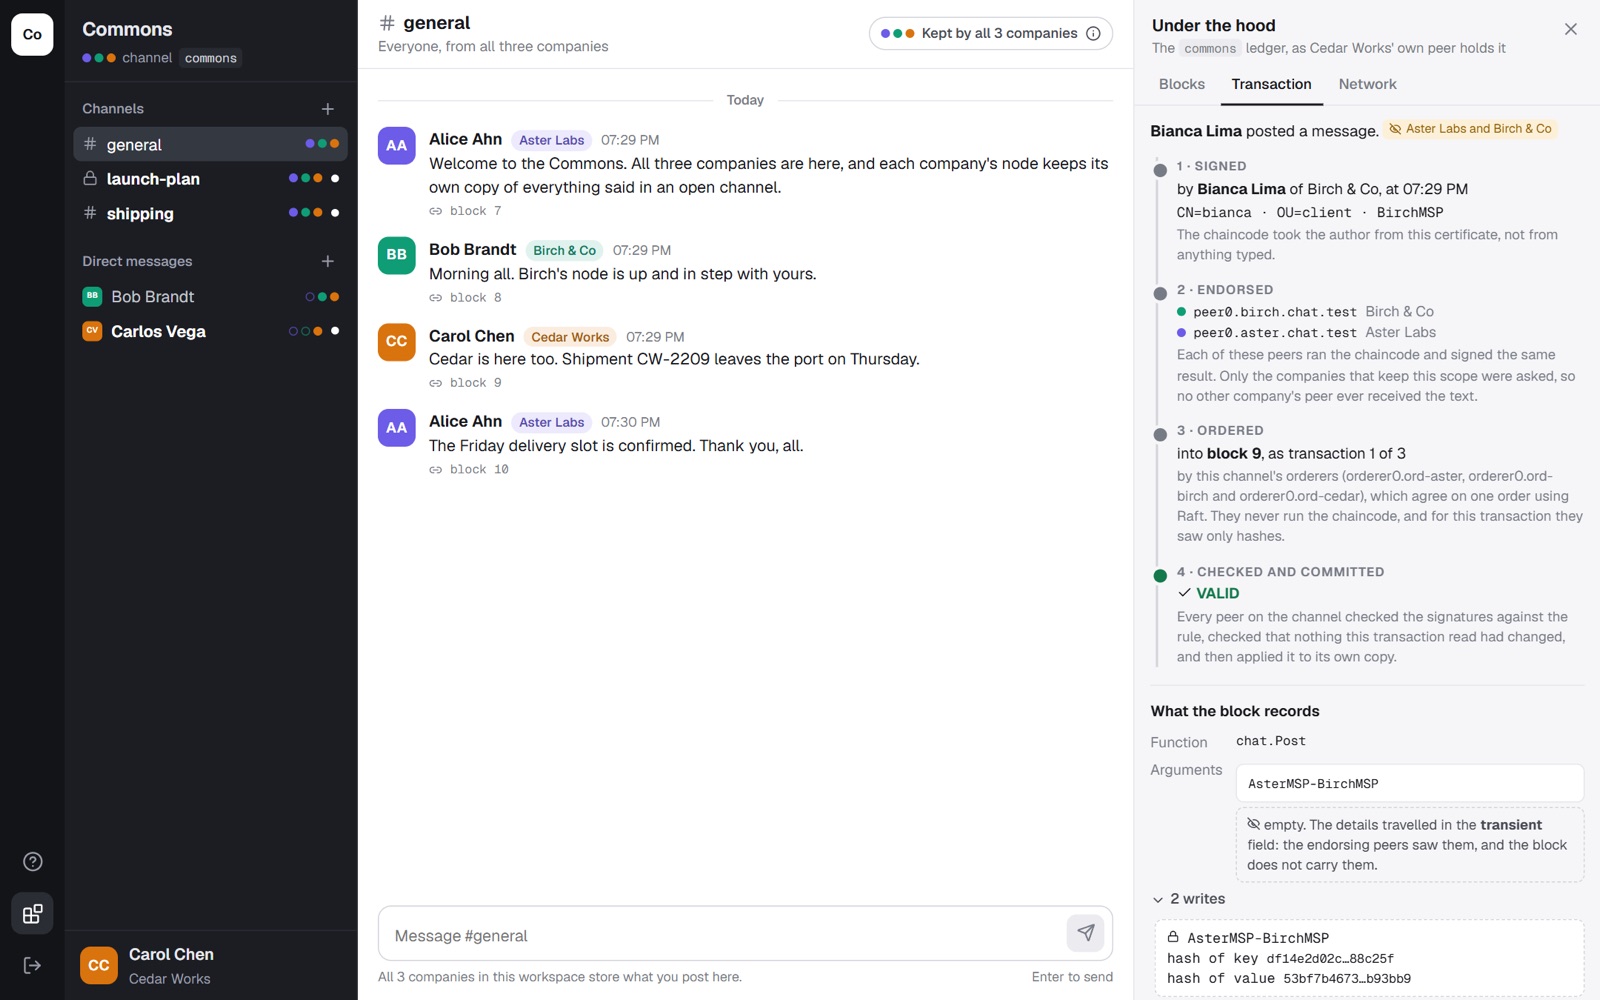 Co
Commons
channel commons
Channels
# general
launch-plan
# shipping
Direct messages
BB Bob Brandt
CV Carlos Vega
CC Carol Chen
Cedar Works
# general
Everyone, from all three companies
Kept by all 3 companies
Today
AA Alice Ahn Aster Labs 07:29 PM
Welcome to the Commons. All three companies are here, and each company's node keeps its
own copy of everything said in an open channel.
block 7
BB Bob Brandt Birch & Co 07:29 PM
Morning all. Birch's node is up and in step with yours.
block 8
CC Carol Chen Cedar Works 07:29 PM
Cedar is here too. Shipment CW-2209 leaves the port on Thursday.
block 9
AA Alice Ahn Aster Labs 07:30 PM
The Friday delivery slot is confirmed. Thank you, all.
block 10
Message #general
All 3 companies in this workspace store what you post here. Enter to send
Under the hood
The commons ledger, as Cedar Works' own peer holds it
Blocks Transaction Network
Bianca Lima posted a message. Aster Labs and Birch & Co
1 · SIGNED
by Bianca Lima of Birch & Co, at 07:29 PM
CN=bianca · OU=client · BirchMSP
The chaincode took the author from this certificate, not from
anything typed.
2 · ENDORSED
peer0.birch.chat.test Birch & Co
peer0.aster.chat.test Aster Labs
Each of these peers ran the chaincode and signed the same
result. Only the companies that keep this scope were asked, so
no other company's peer ever received the text.
3 · ORDERED
into block 9, as transaction 1 of 3
by this channel's orderers (orderer0.ord-aster, orderer0.ord-
birch and orderer0.ord-cedar), which agree on one order using
Raft. They never run the chaincode, and for this transaction they
saw only hashes.
4 · CHECKED AND COMMITTED
VALID
Every peer on the channel checked the signatures against the
rule, checked that nothing this transaction read had changed,
and then applied it to its own copy.
What the block records
Function chat.Post
Arguments AsterMSP-BirchMSP
empty. The details travelled in the transient
field: the endorsing peers saw them, and the block
does not carry them.
2 writes
AsterMSP-BirchMSP
hash of key df14e2d02c…88c25f
hash of value 53bf7b4673…b93bb9